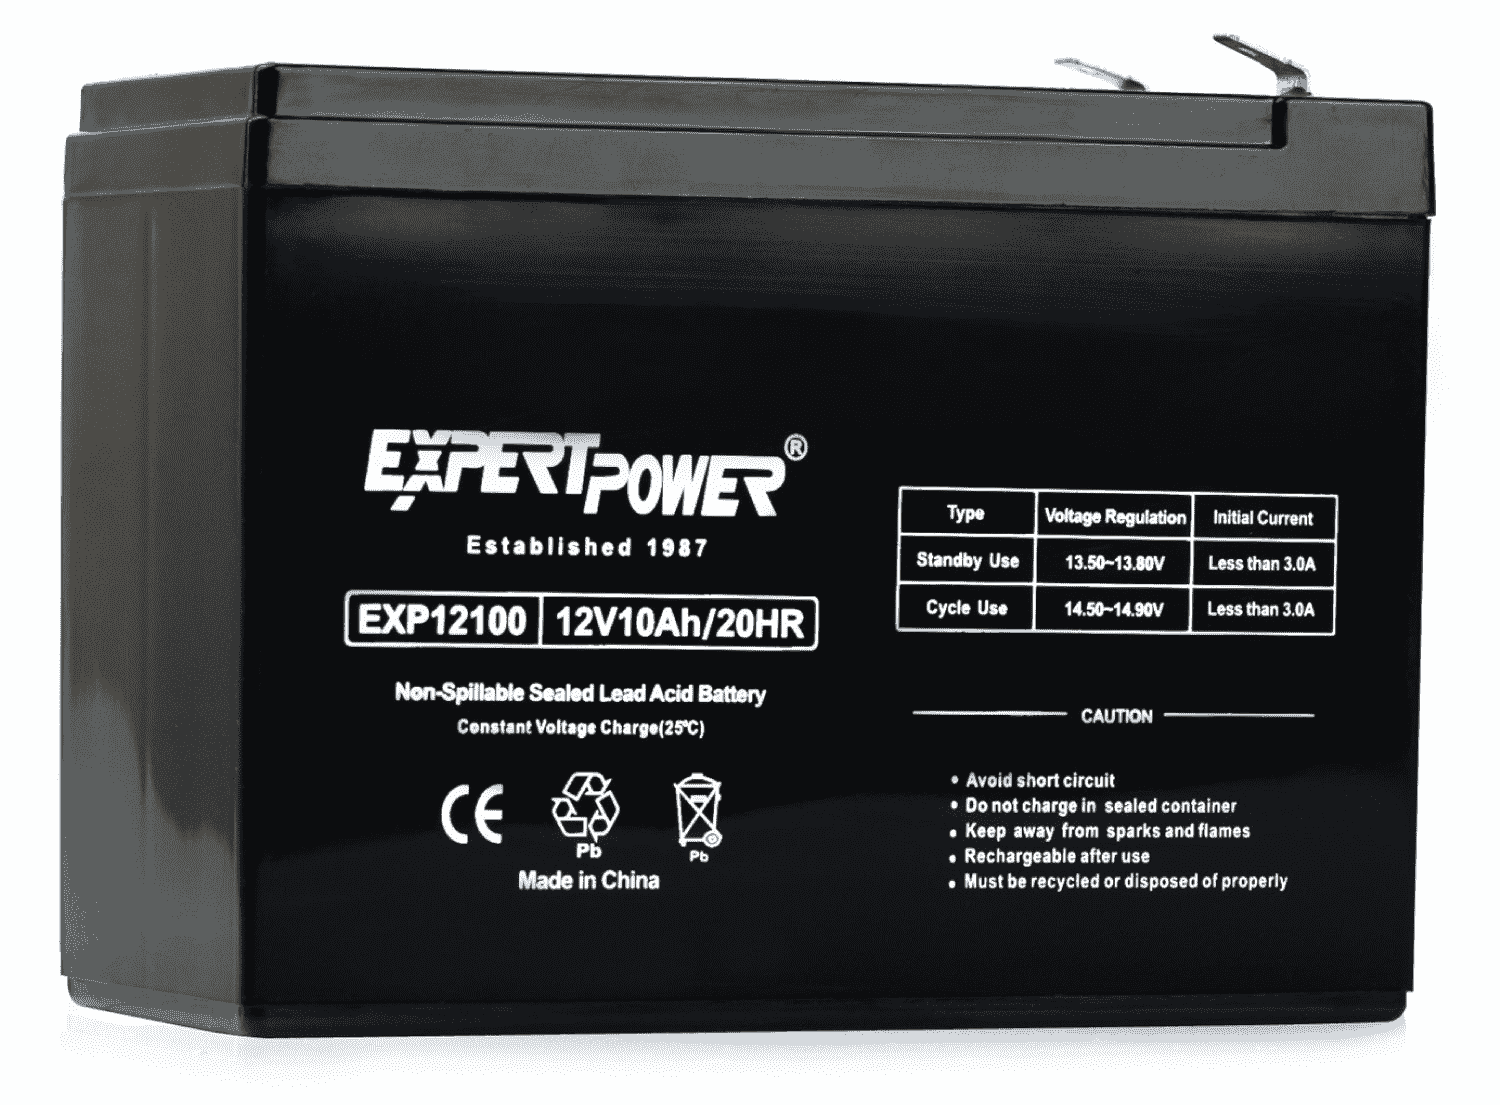 EXPERTPOWER®
Established 1987
EXP12100 12V10Ah/20HR
Non-Spillable Sealed Lead Acid Battery
Constant Voltage Charge(25℃)
CE
Pb Pb
Made in China
Type Voltage Regulation Initial Current
Standby Use 13.50~13.80V Less than 3.0A
Cycle Use 14.50~14.90V Less than 3.0A
CAUTION
• Avoid short circuit
• Do not charge in sealed container
• Keep away from sparks and flames
• Rechargeable after use
• Must be recycled or disposed of properly